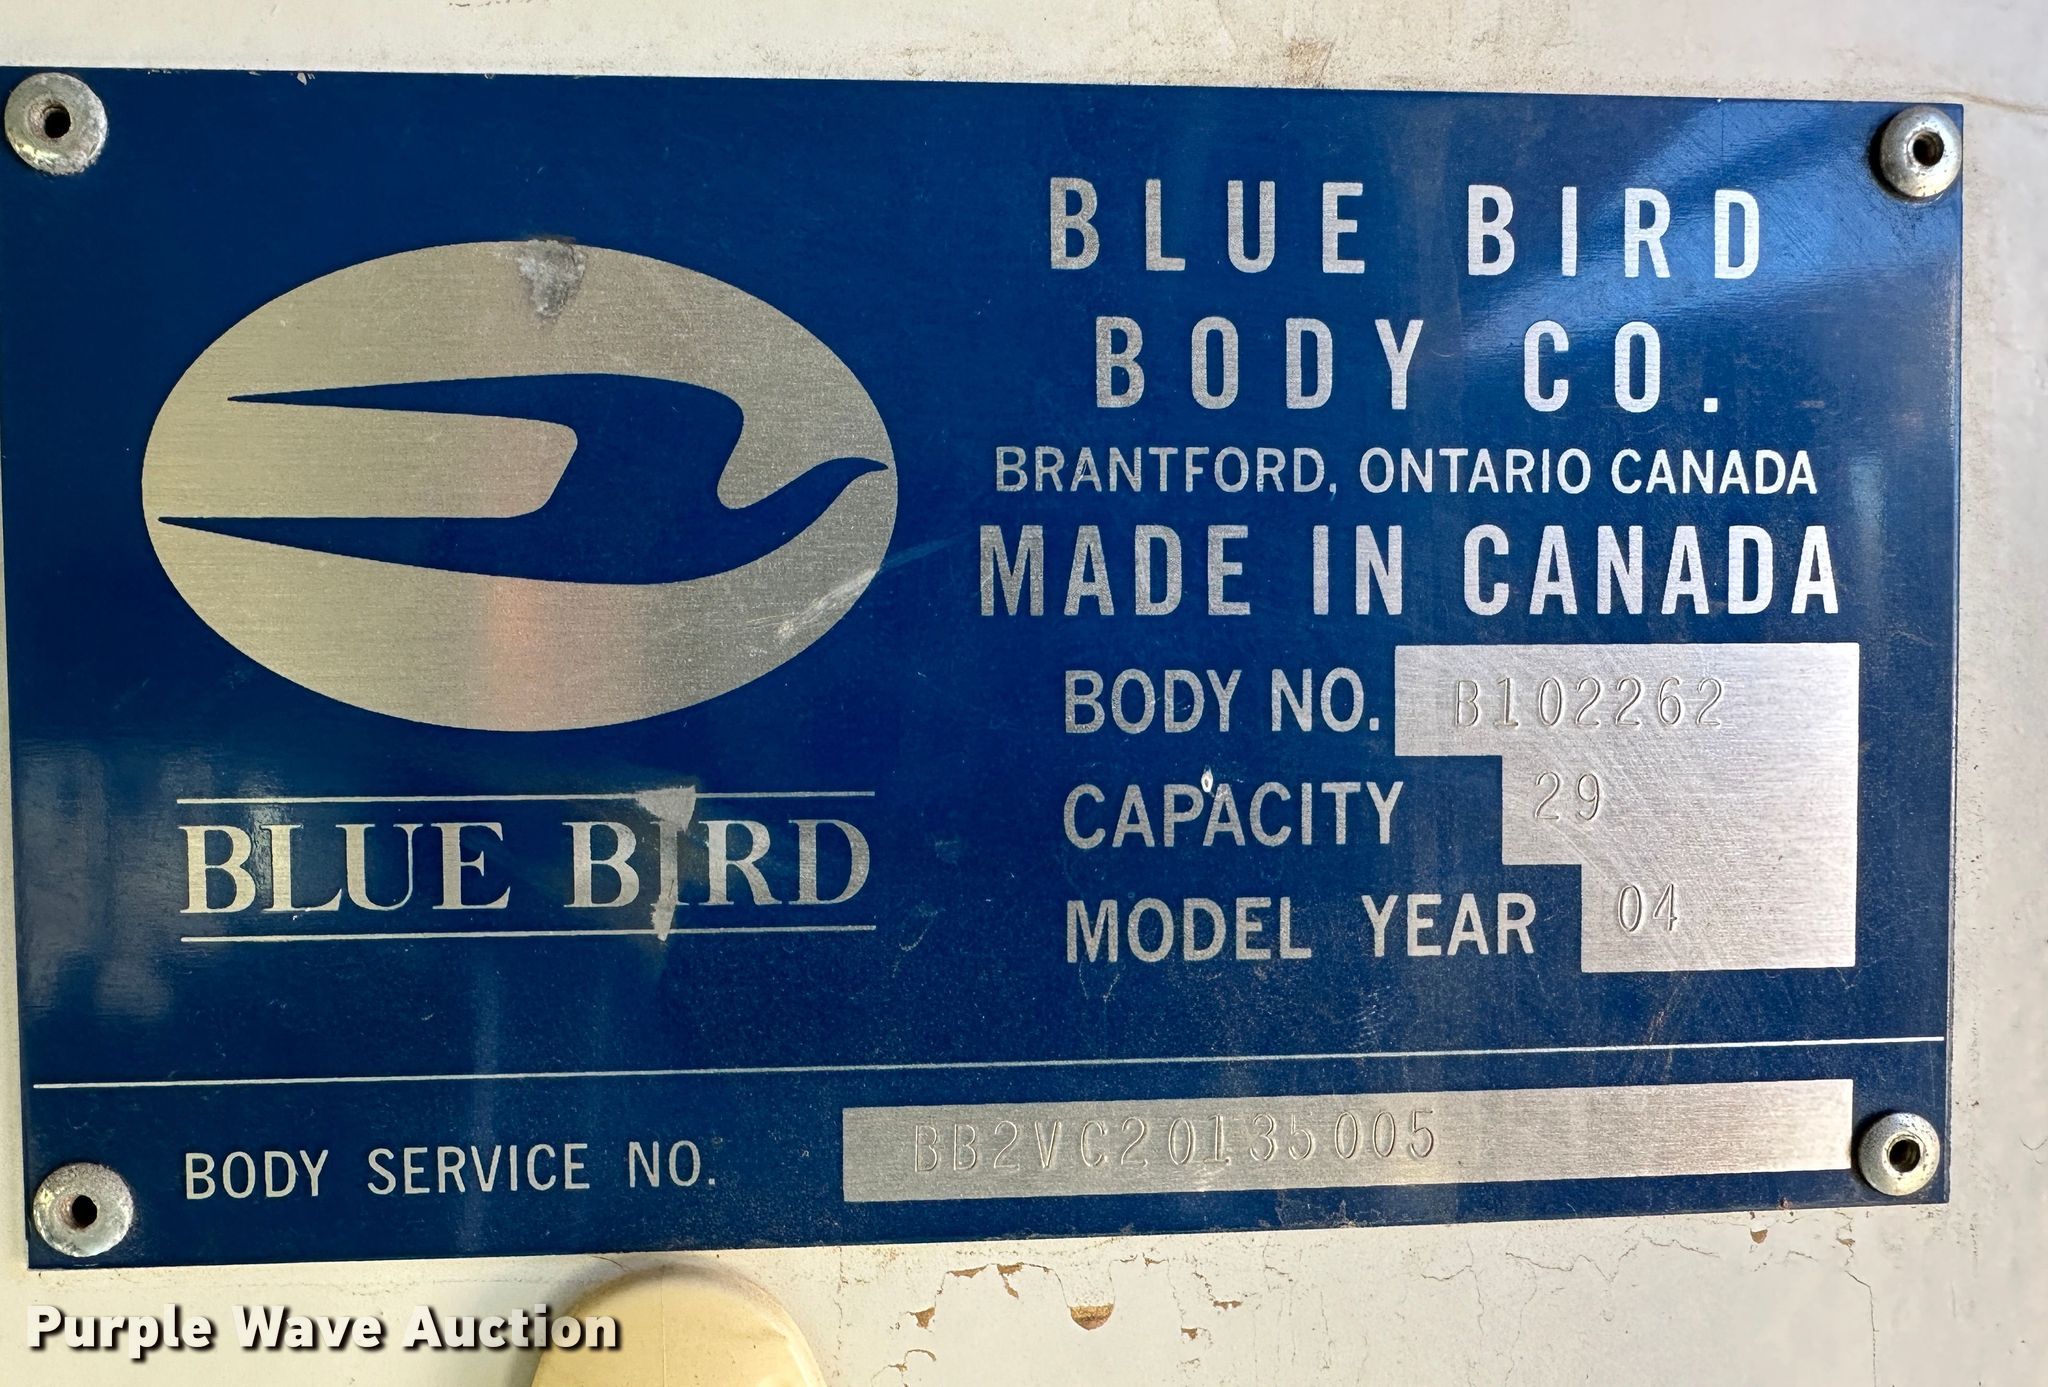 BLUE BIRD
BODY CO.
BRANTFORD, ONTARIO CANADA
MADE IN CANADA
BODY NO. B102262
CAPACITY 29
MODEL YEAR 04
BLUE BIRD
BODY SERVICE NO. BB2VC20135005
Purple Wave Auction